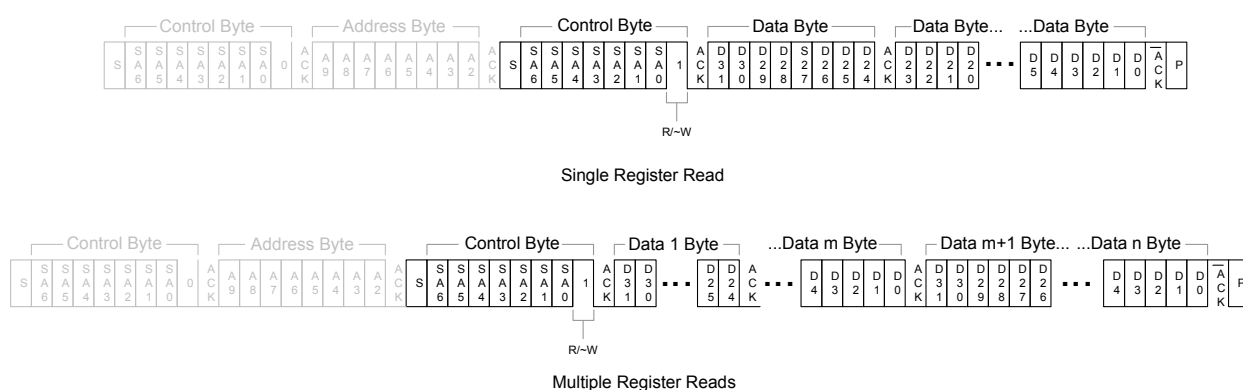 Control Byte Address Byte Control Byte Data Byte Data Byte... ...Data Byte
S SA6 SA5 SA4 SA3 SA2 SA1 SA0 0 ACK A9 A8 A7 A6 A5 A4 A3 A2 ACK S SA6 SA5 SA4 SA3 SA2 SA1 SA0 1 ACK D31 D30 D29 D28 S27 D26 D25 D24 ACK D23 D22 D21 D20 ... D5 D4 D3 D2 D1 D0 ACK P
R/~W
Single Register Read
Control Byte Address Byte Control Byte Data 1 Byte ...Data m Byte Data m+1 Byte... ...Data n Byte
S SA6 SA5 SA4 SA3 SA2 SA1 SA0 0 ACK A9 A8 A7 A6 A5 A4 A3 A2 ACK S SA6 SA5 SA4 SA3 SA2 SA1 SA0 1 ACK D31 D30 ... D25 D24 ACK ... D4 D3 D2 D1 D0 ACK D31 D30 D29 D28 D27 D26 ... D4 D3 D2 D1 D0 ACK P
R/~W
Multiple Register Reads